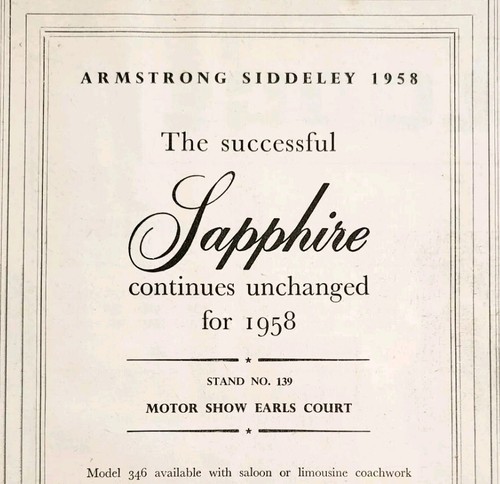 ARMSTRONG SIDDELEY 1958
The successful
Sapphire
continues unchanged
for 1958
STAND NO. 139
MOTOR SHOW EARLS COURT
Model 346 available with saloon or limousine coachwork